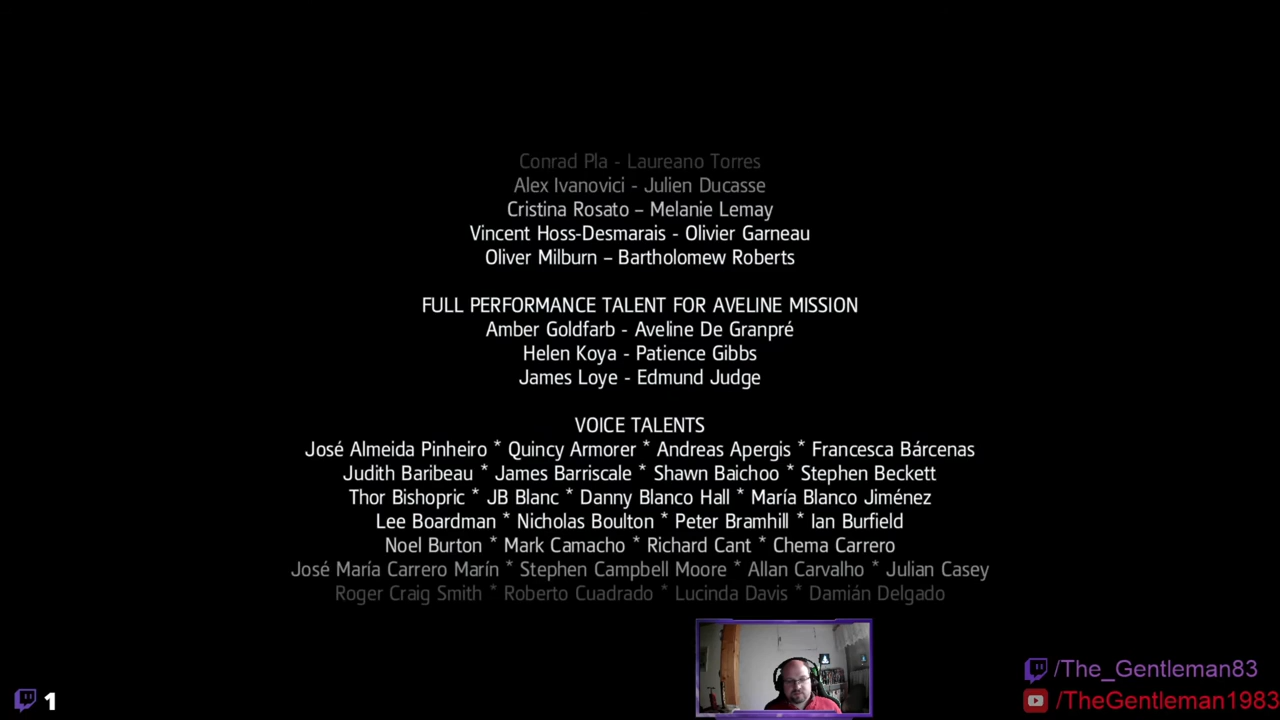 Conrad Pla - Laureano Torres
Alex Ivanovici - Julien Ducasse
Cristina Rosato – Melanie Lemay
Vincent Hoss-Desmarais - Olivier Garneau
Oliver Milburn – Bartholomew Roberts
FULL PERFORMANCE TALENT FOR AVELINE MISSION
Amber Goldfarb - Aveline De Granpré
Helen Koya - Patience Gibbs
James Loye - Edmund Judge
VOICE TALENTS
José Almeida Pinheiro * Quincy Armorer * Andreas Apergis * Francesca Bárcenas
Judith Baribeau * James Barriscale * Shawn Baichoo * Stephen Beckett
Thor Bishopric * JB Blanc * Danny Blanco Hall * María Blanco Jiménez
Lee Boardman * Nicholas Boulton * Peter Bramhill * Ian Burfield
Noel Burton * Mark Camacho * Richard Cant * Chema Carrero
José María Carrero Marín * Stephen Campbell Moore * Allan Carvalho * Julian Casey
Roger Craig Smith * Roberto Cuadrado * Lucinda Davis * Damián Delgado
/The_Gentleman83
/TheGentleman1983
1